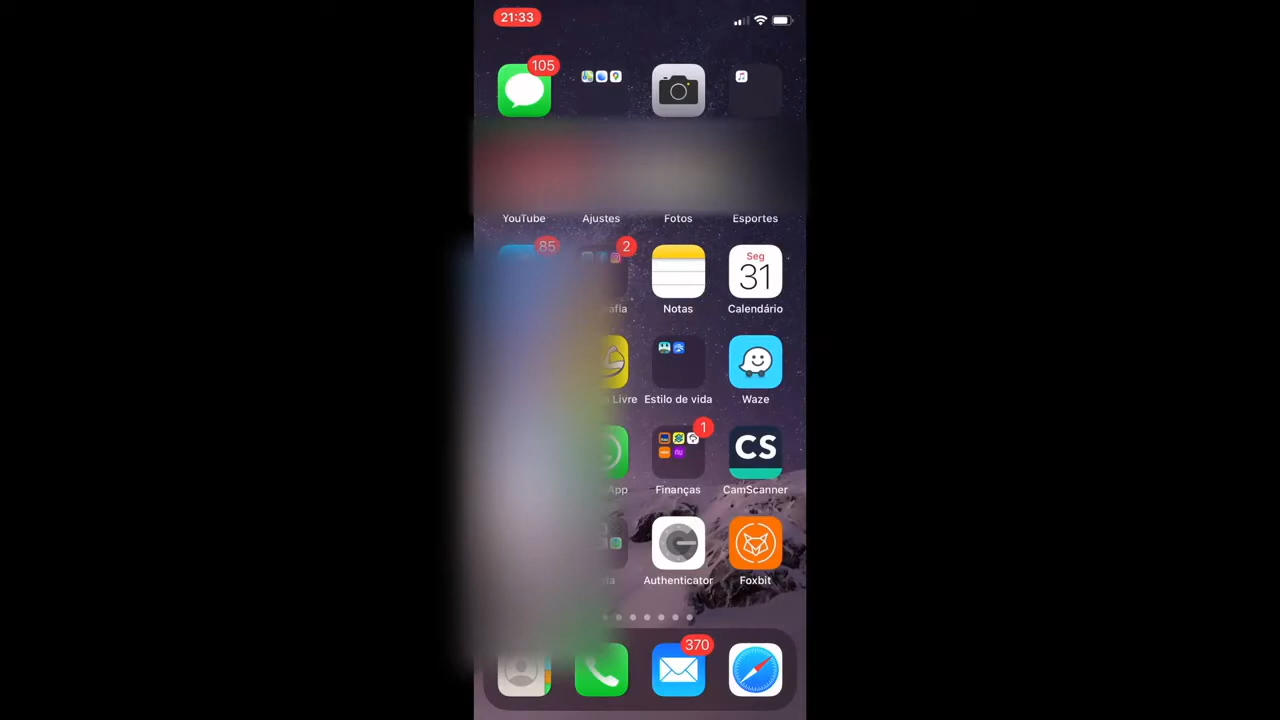 21:33
105
YouTube Ajustes Fotos Esportes
85 2
Seg
31
Notas Calendário
Livre Estilo de vida Waze
1
CS
App Finanças CamScanner
Authenticator Foxbit
370